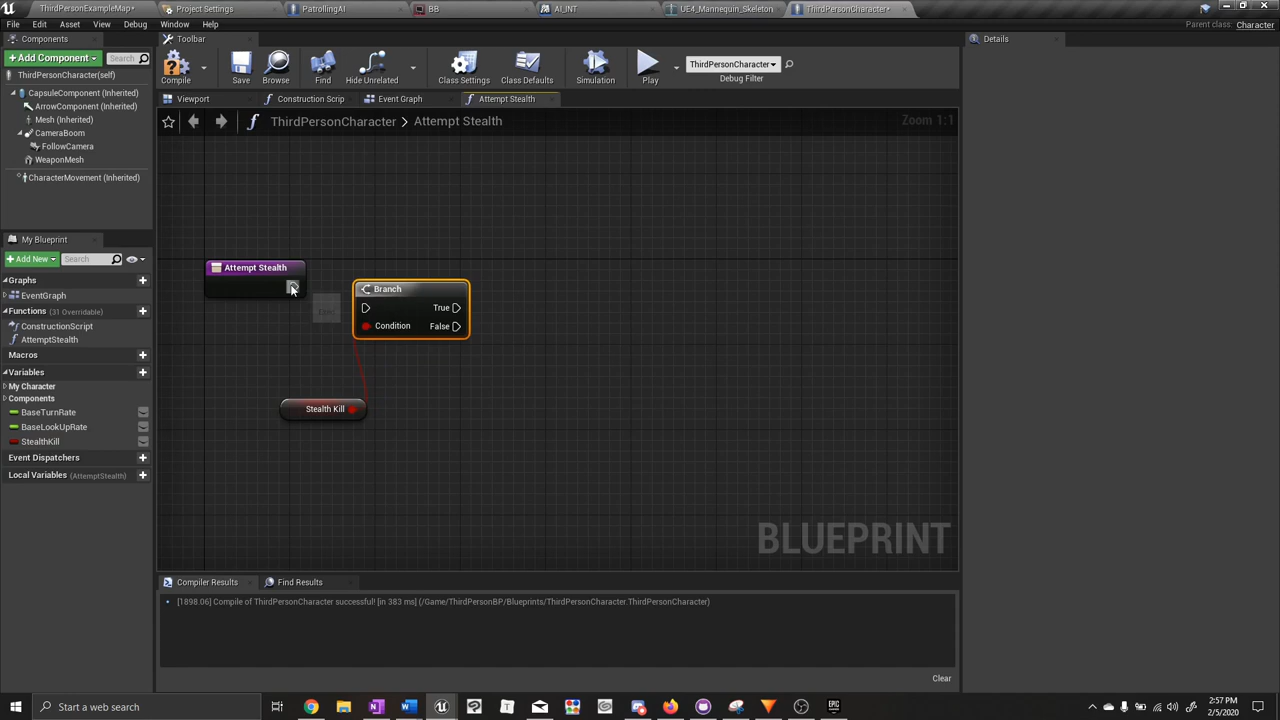 ThirdPersonExampleMap•
Project Settings
PatrollingAI
BB
AI_INT
UE4_Mannequin_Skeleton
ThirdPersonCharacter•
File Edit Asset View Debug Window Help
Parent class: Character
Components
Toolbar
Details
+ Add Component
Search
Compile
Save
Browse
Find
Hide Unrelated
Class Settings
Class Defaults
Simulation
Play
ThirdPersonCharacter
Debug Filter
ThirdPersonCharacter(self)
CapsuleComponent (Inherited)
ArrowComponent (Inherited)
Mesh (Inherited)
CameraBoom
FollowCamera
WeaponMesh
CharacterMovement (Inherited)
Viewport
Construction Scrip
Event Graph
Attempt Stealth
ThirdPersonCharacter > Attempt Stealth
Zoom 1:1
My Blueprint
+ Add New
Search
Graphs
EventGraph
Functions (31 Overridable)
ConstructionScript
AttemptStealth
Macros
Variables
My Character
Components
BaseTurnRate
BaseLookUpRate
StealthKill
Event Dispatchers
Local Variables (AttemptStealth)
Attempt Stealth
Branch
True
Condition
False
Exec
Stealth Kill
BLUEPRINT
Compiler Results
Find Results
[1898.06] Compile of ThirdPersonCharacter successful! [in 383 ms] (/Game/ThirdPersonBP/Blueprints/ThirdPersonCharacter.ThirdPersonCharacter)
Clear
Start a web search
2:57 PM
2/5/2020